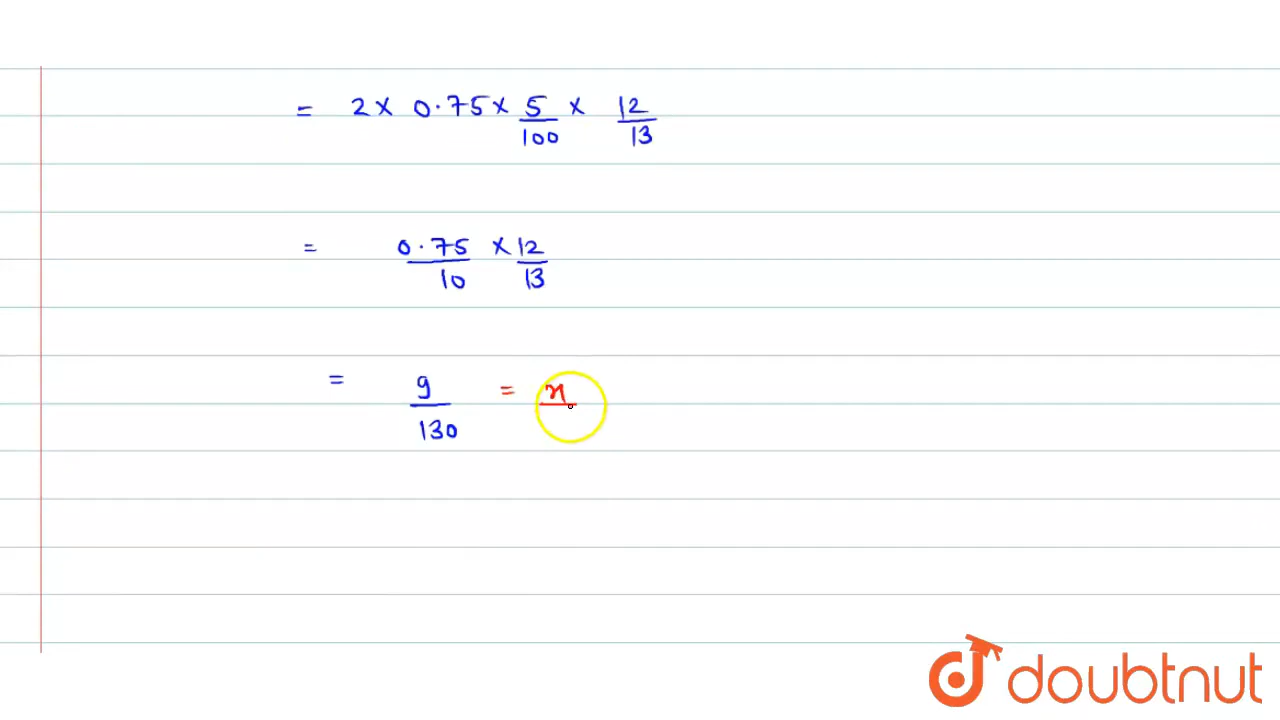 = 2 × 0.75 × 5/100 × 12/13
= 0.75/10 × 12/13
= 9/130 = x/
doubtnut